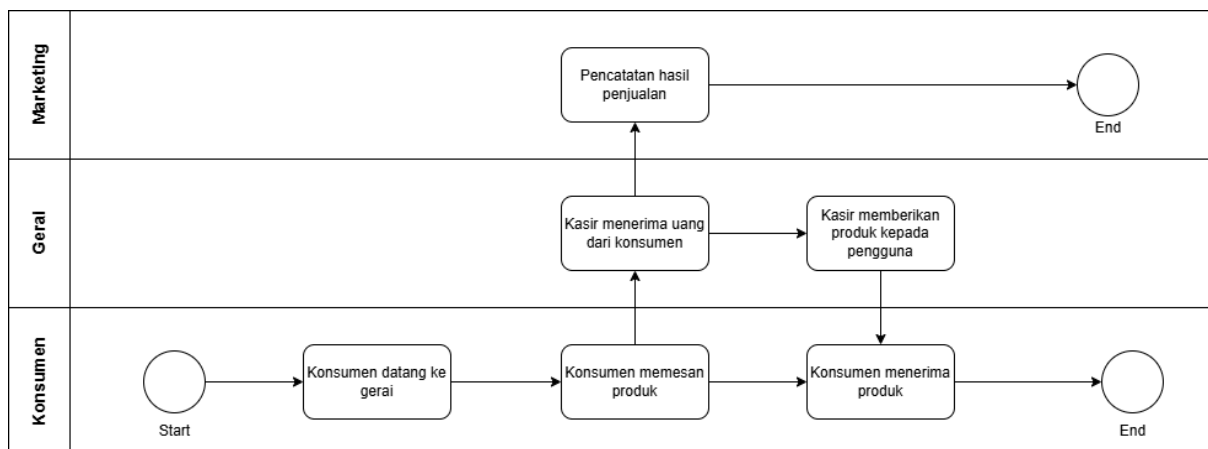 Marketing
Pencatatan hasil
penjualan
End
Geral
Kasir menerima uang
dari konsumen
Kasir memberikan
produk kepada
pengguna
Konsumen
Start
Konsumen datang ke
gerai
Konsumen memesan
produk
Konsumen menerima
produk
End